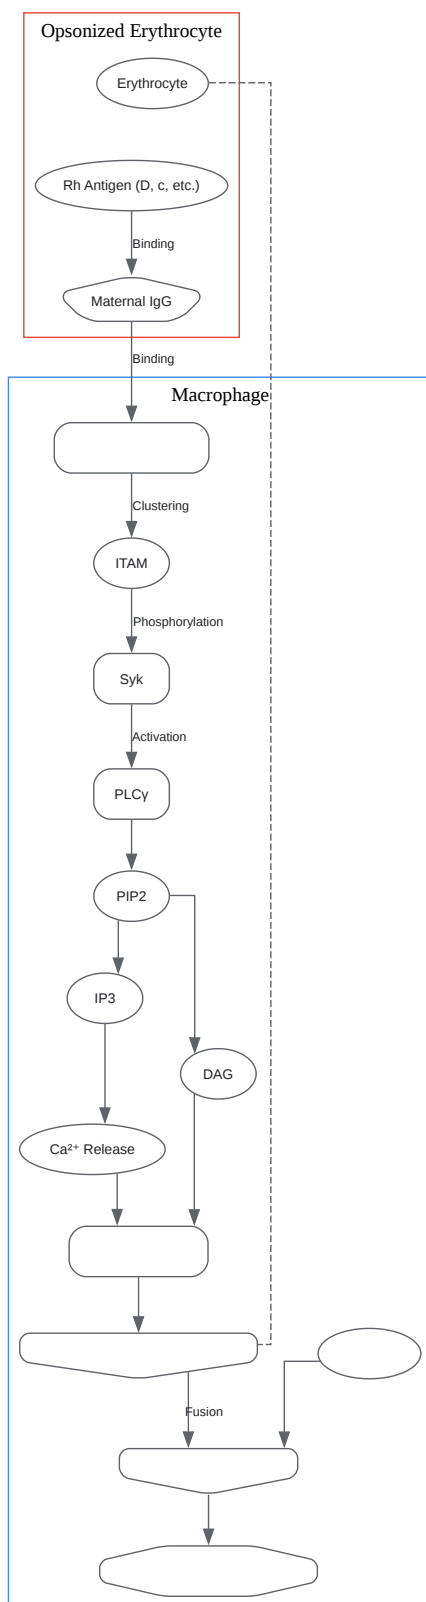 Opsonized Erythrocyte
Erythrocyte
Rh Antigen (D, c, etc.)
Binding
Maternal IgG
Binding
Macrophage
Clustering
ITAM
Phosphorylation
Syk
Activation
PLCγ
PIP2
IP3
DAG
Ca²⁺ Release
Fusion